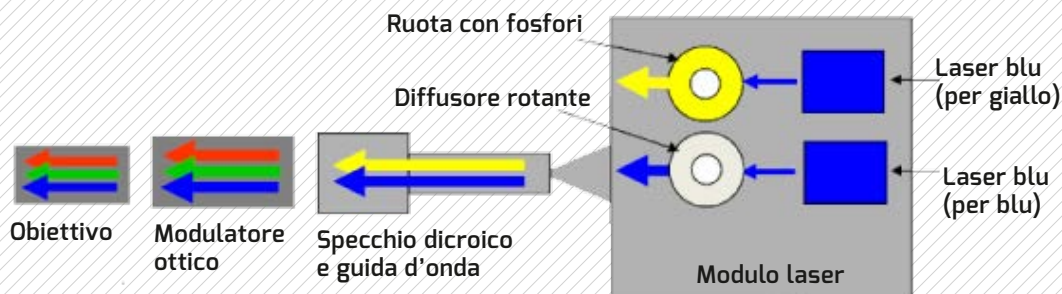 Ruota con fosfori
Diffusore rotante
Laser blu
(per giallo)
Laser blu
(per blu)
Obiettivo
Modulatore
ottico
Specchio dicroico
e guida d’onda
Modulo laser